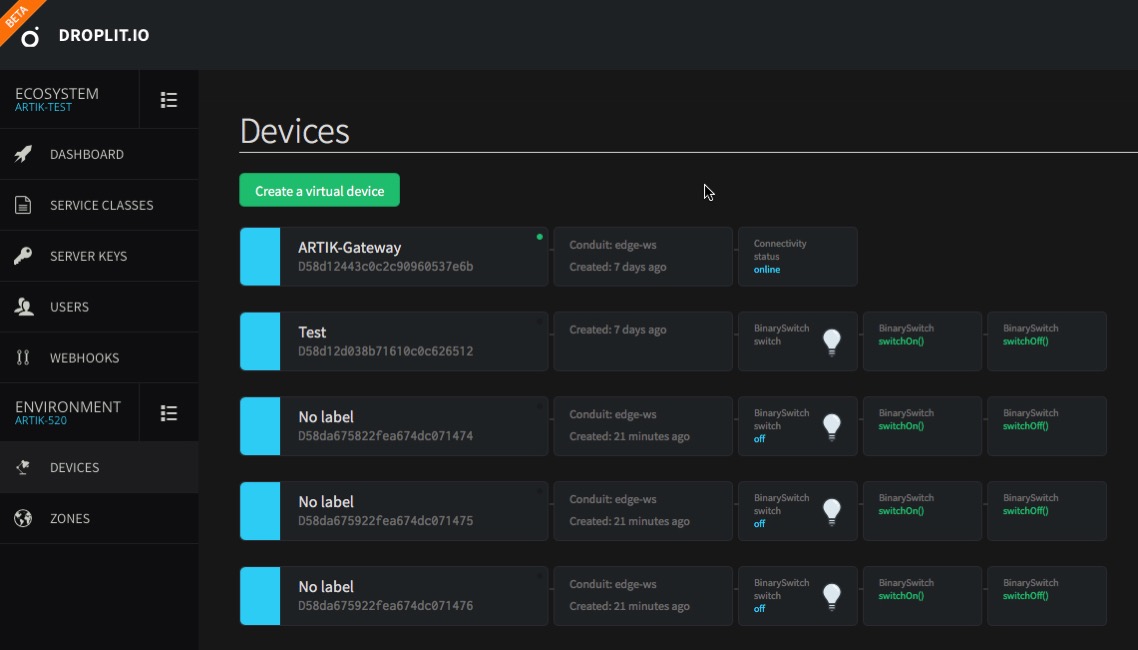 BETA
DROPLIT.IO
ECOSYSTEM
ARTIK-TEST
DASHBOARD
SERVICE CLASSES
SERVER KEYS
USERS
WEBHOOKS
ENVIRONMENT
ARTIK-520
DEVICES
ZONES
Devices
Create a virtual device
ARTIK-Gateway
D58d12443c0c2c90960537e6b
Conduit: edge-ws
Created: 7 days ago
Connectivity
status
online
Test
D58d12d038b71610c0c626512
Created: 7 days ago
BinarySwitch
switch
BinarySwitch
switchOn()
BinarySwitch
switchOff()
No label
D58da675822fea674dc071474
Conduit: edge-ws
Created: 21 minutes ago
BinarySwitch
switch
off
BinarySwitch
switchOn()
BinarySwitch
switchOff()
No label
D58da675922fea674dc071475
Conduit: edge-ws
Created: 21 minutes ago
BinarySwitch
switch
off
BinarySwitch
switchOn()
BinarySwitch
switchOff()
No label
D58da675922fea674dc071476
Conduit: edge-ws
Created: 21 minutes ago
BinarySwitch
switch
off
BinarySwitch
switchOn()
BinarySwitch
switchOff()